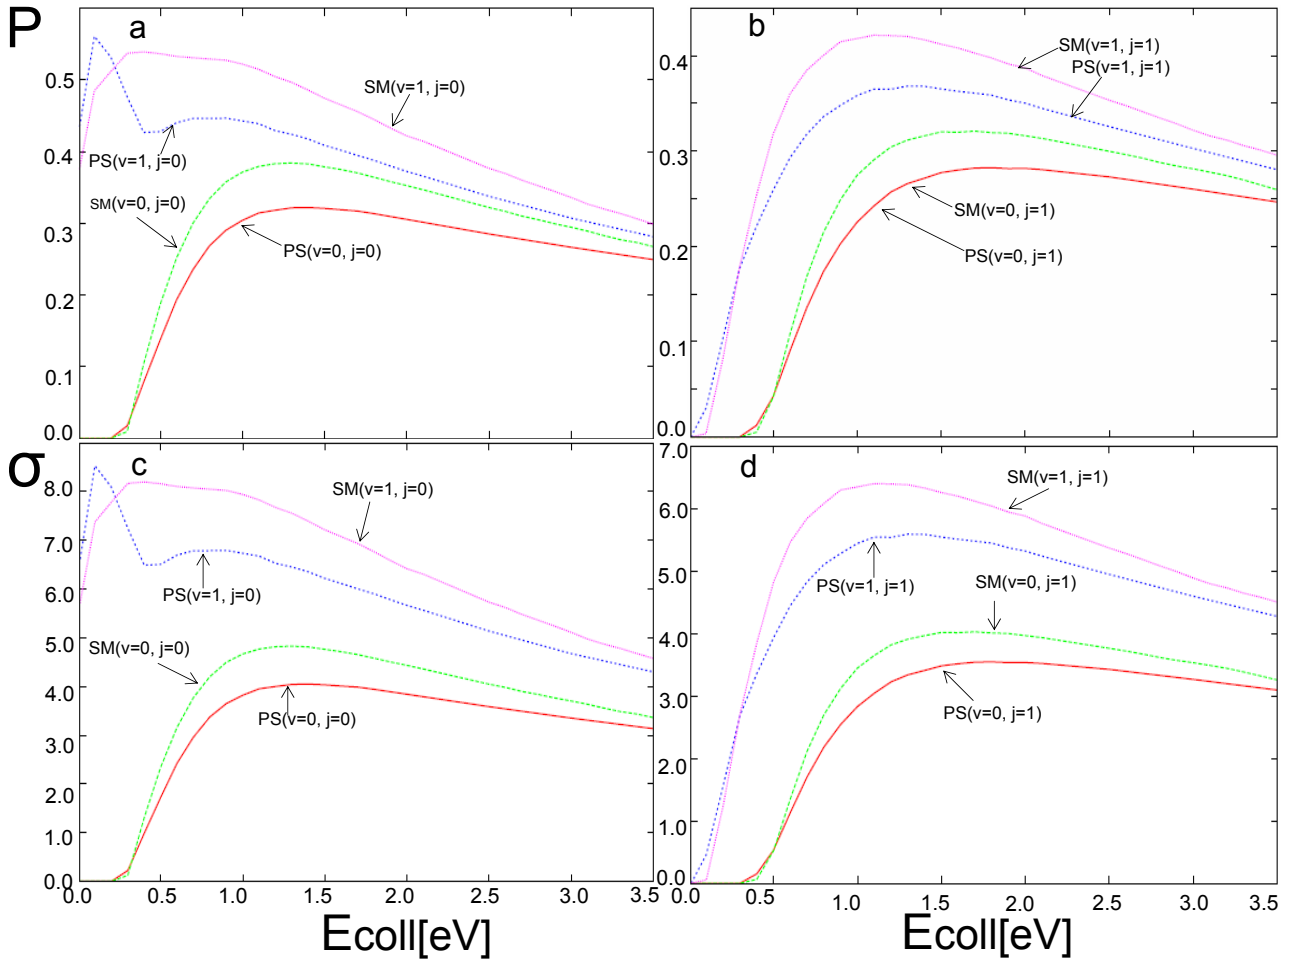 P
a
SM(v=1, j=0)
PS(v=1, j=0)
SM(v=0, j=0)
PS(v=0, j=0)
0.5
0.4
0.3
0.2
0.1
0.0
b
SM(v=1, j=1)
PS(v=1, j=1)
SM(v=0, j=1)
PS(v=0, j=1)
0.4
0.3
0.2
0.1
0.0
σ
c
SM(v=1, j=0)
PS(v=1, j=0)
SM(v=0, j=0)
PS(v=0, j=0)
8.0
7.0
6.0
5.0
4.0
3.0
2.0
1.0
0.0
0.0 0.5 1.0 1.5 2.0 2.5 3.0 3.5
Ecoll[eV]
d
SM(v=1, j=1)
PS(v=1, j=1)
SM(v=0, j=1)
PS(v=0, j=1)
7.0
6.0
5.0
4.0
3.0
2.0
1.0
0.0
0.0 0.5 1.0 1.5 2.0 2.5 3.0 3.5
Ecoll[eV]